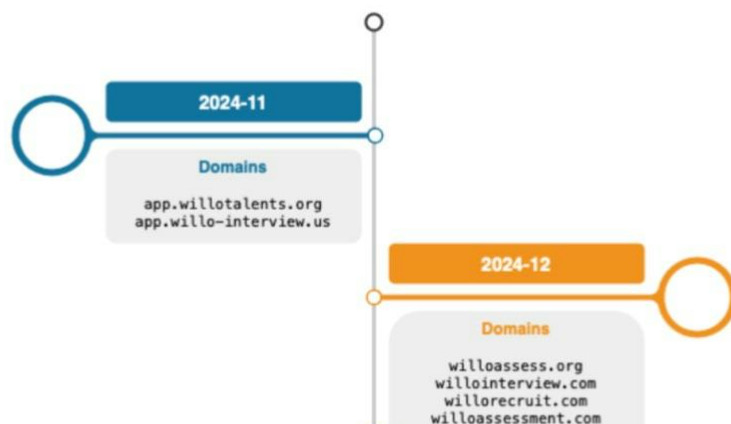 2024-11
Domains
app.willotalents.org
app.willo-interview.us
2024-12
Domains
willoassess.org
willointerview.com
willorecruit.com
willoassessment.com